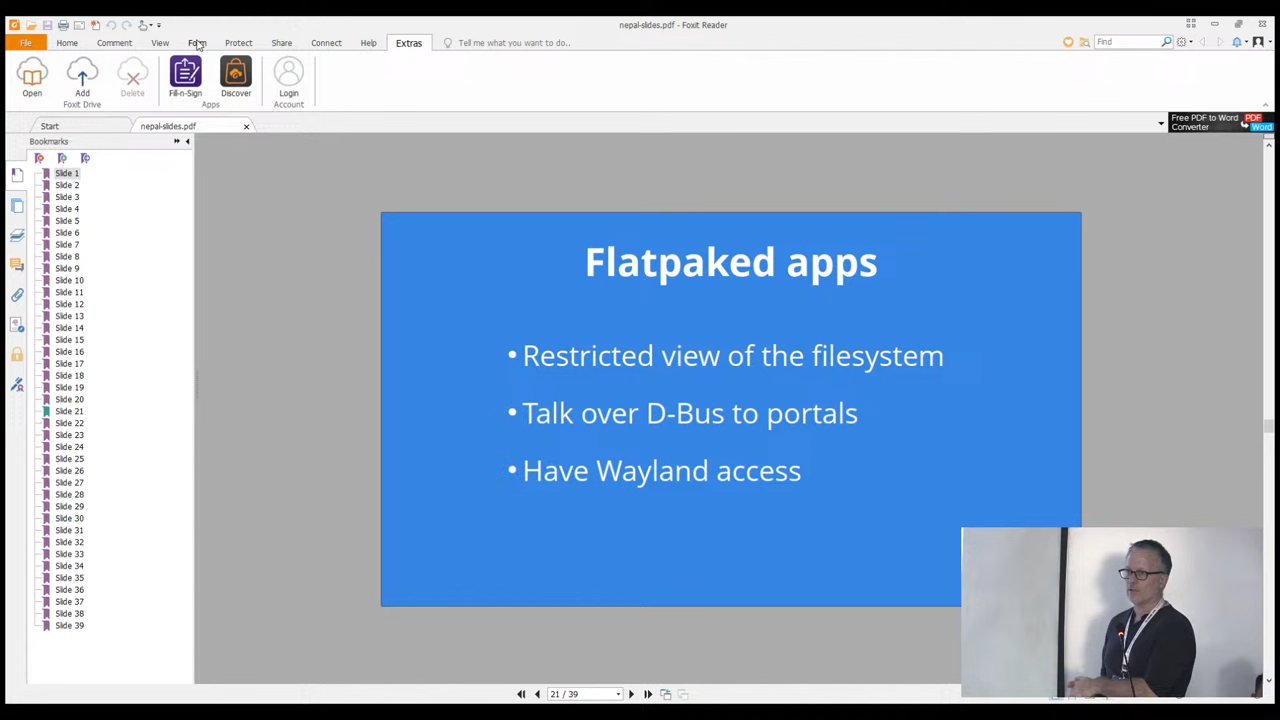 nepal-slides.pdf - Foxit Reader
File Home Comment View Form Protect Share Connect Help Extras Tell me what you want to do.. Find
Open Add Delete Fill-n-Sign Discover Login
Foxit Drive Apps Account
Start nepal-slides.pdf
Free PDF to Word Converter PDF Word
Bookmarks
Slide 1
Slide 2
Slide 3
Slide 4
Slide 5
Slide 6
Slide 7
Slide 8
Slide 9
Slide 10
Slide 11
Slide 12
Slide 13
Slide 14
Slide 15
Slide 16
Slide 17
Slide 18
Slide 19
Slide 20
Slide 21
Slide 22
Slide 23
Slide 24
Slide 25
Slide 26
Slide 27
Slide 28
Slide 29
Slide 30
Slide 31
Slide 32
Slide 33
Slide 34
Slide 35
Slide 36
Slide 37
Slide 38
Slide 39
Flatpaked apps
• Restricted view of the filesystem
• Talk over D-Bus to portals
• Have Wayland access
21 / 39